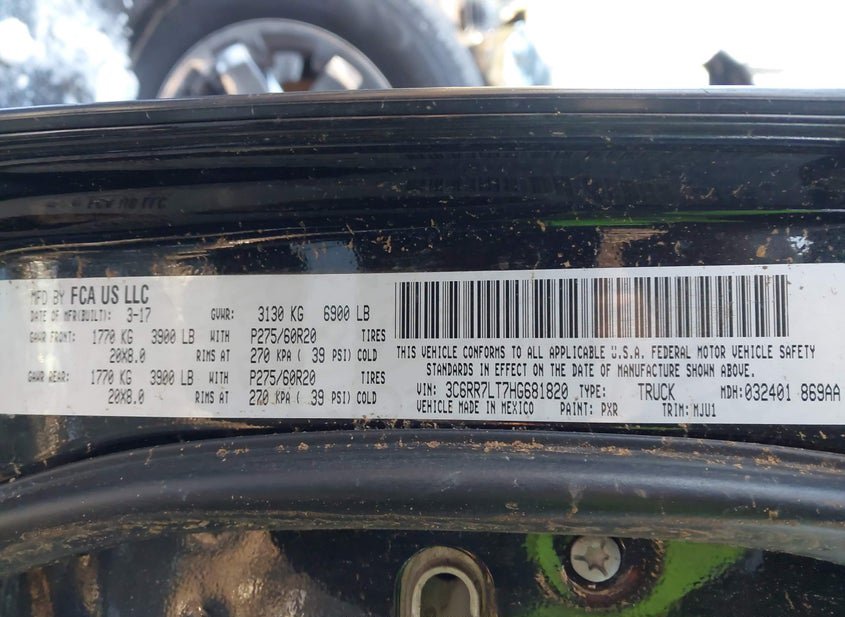 MFD BY FCA US LLC
DATE OF MFR(BUILT): 3-17 GVWR: 3130 KG 6900 LB
GAWR FRONT: 1770 KG 3900 LB WITH P275/60R20 TIRES
20X8.0 RIMS AT 270 KPA ( 39 PSI) COLD
GAWR REAR: 1770 KG 3900 LB WITH P275/60R20 TIRES
20X8.0 RIMS AT 270 KPA ( 39 PSI) COLD
THIS VEHICLE CONFORMS TO ALL APPLICABLE U.S.A. FEDERAL MOTOR VEHICLE SAFETY
STANDARDS IN EFFECT ON THE DATE OF MANUFACTURE SHOWN ABOVE.
VIN: 3C6RR7LT7HG681820 TYPE: TRUCK MDH: 032401 869AA
VEHICLE MADE IN MEXICO PAINT: PXR TRIM: MJU1